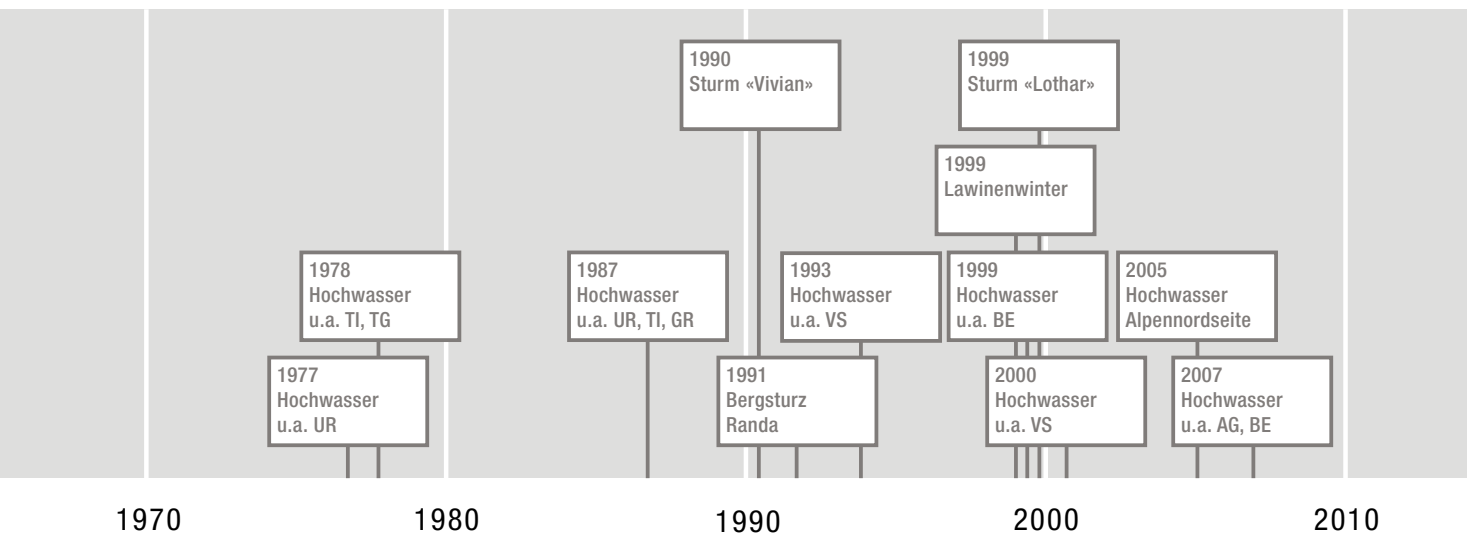 1990
Sturm «Vivian»
1999
Sturm «Lothar»
1999
Lawinenwinter
1978
Hochwasser
u.a. TI, TG
1987
Hochwasser
u.a. UR, TI, GR
1993
Hochwasser
u.a. VS
1999
Hochwasser
u.a. BE
2005
Hochwasser
Alpennordseite
1977
Hochwasser
u.a. UR
1991
Bergsturz
Randa
2000
Hochwasser
u.a. VS
2007
Hochwasser
u.a. AG, BE
1970
1980
1990
2000
2010